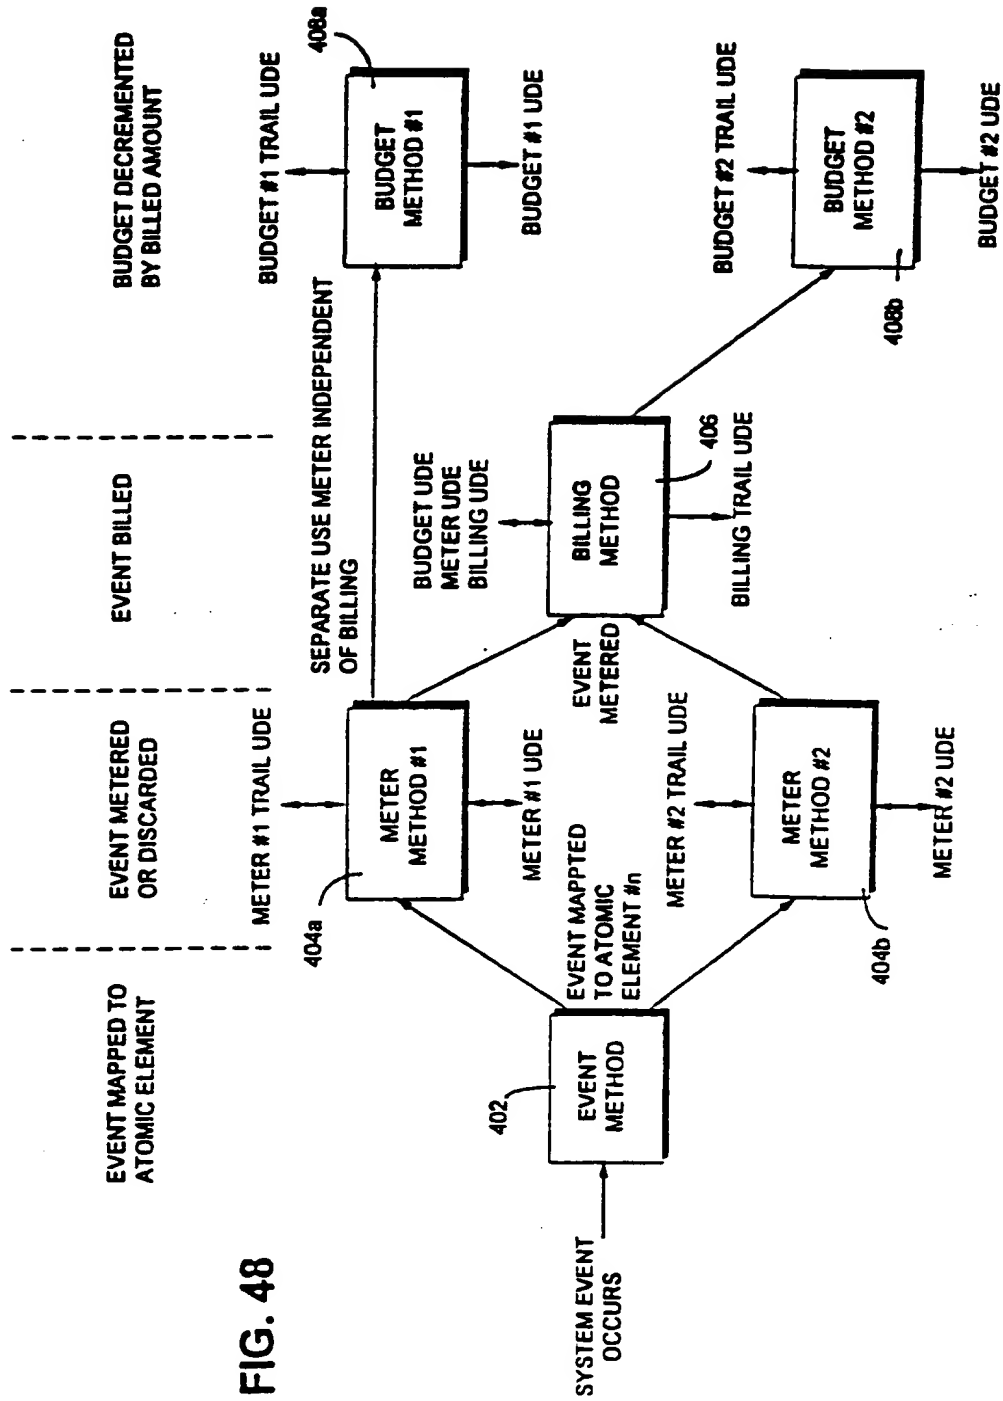 FIG. 48
EVENT MAPPED TO
ATOMIC ELEMENT
EVENT METERED
OR DISCARDED
EVENT BILLED
BUDGET DECREMENTED
BY BILLED AMOUNT
SYSTEM EVENT
OCCURS
402
EVENT
METHOD
EVENT MAPPTED
TO ATOMIC
ELEMENT #n
METER #1 TRAIL UDE
404a
METER
METHOD #1
METER #1 UDE
METER #2 TRAIL UDE
404b
METER
METHOD #2
METER #2 UDE
SEPARATE USE METER INDEPENDENT
OF BILLING
EVENT
METERED
BUDGET UDE
METER UDE
BILLING UDE
BILLING
METHOD
406
BILLING TRAIL UDE
BUDGET #1 TRAIL UDE
408a
BUDGET
METHOD #1
BUDGET #1 UDE
BUDGET #2 TRAIL UDE
BUDGET
METHOD #2
408b
BUDGET #2 UDE